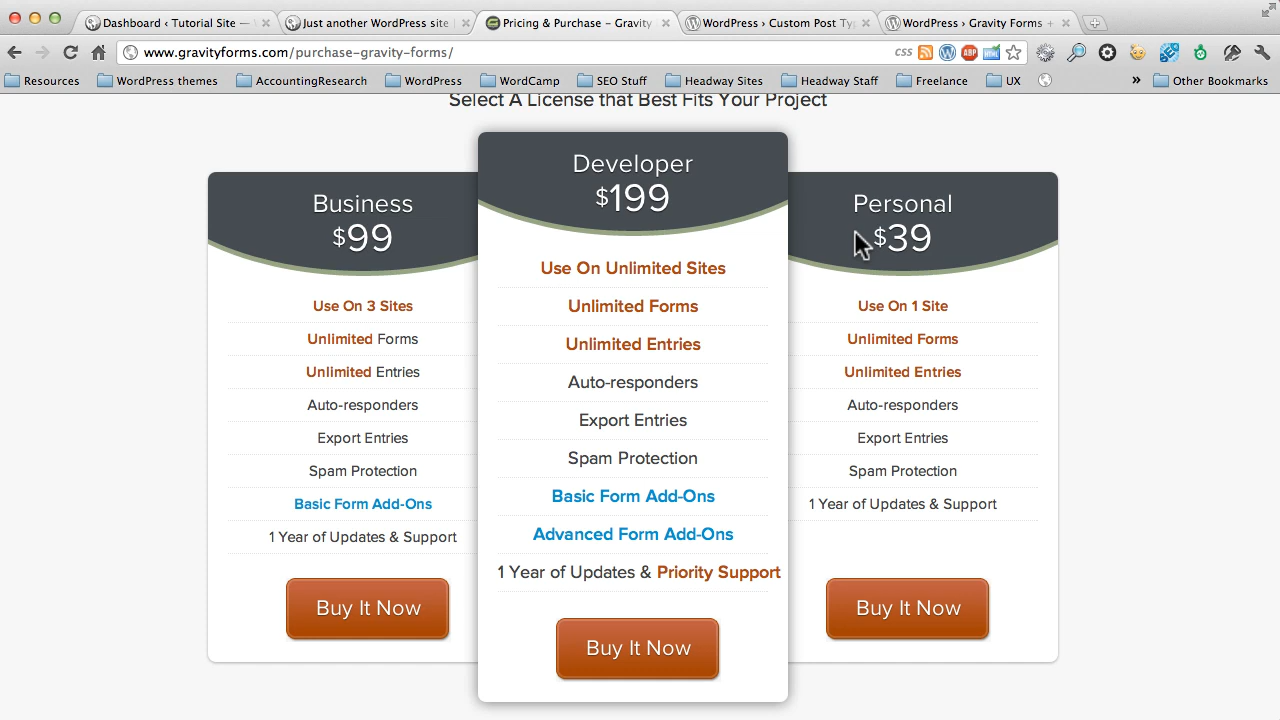 Dashboard ‹ Tutorial Site —
Just another WordPress site
Pricing & Purchase – Gravity
WordPress › Custom Post Typ
WordPress › Gravity Forms +
www.gravityforms.com/purchase-gravity-forms/
CSS
ABP
Resources
WordPress themes
AccountingResearch
WordPress
WordCamp
SEO Stuff
Headway Sites
Headway Staff
Freelance
UX
»
Other Bookmarks
Select A License that Best Fits Your Project
Business
$99
Use On 3 Sites
Unlimited Forms
Unlimited Entries
Auto-responders
Export Entries
Spam Protection
Basic Form Add-Ons
1 Year of Updates & Support
Buy It Now
Developer
$199
Use On Unlimited Sites
Unlimited Forms
Unlimited Entries
Auto-responders
Export Entries
Spam Protection
Basic Form Add-Ons
Advanced Form Add-Ons
1 Year of Updates & Priority Support
Buy It Now
Personal
$39
Use On 1 Site
Unlimited Forms
Unlimited Entries
Auto-responders
Export Entries
Spam Protection
1 Year of Updates & Support
Buy It Now